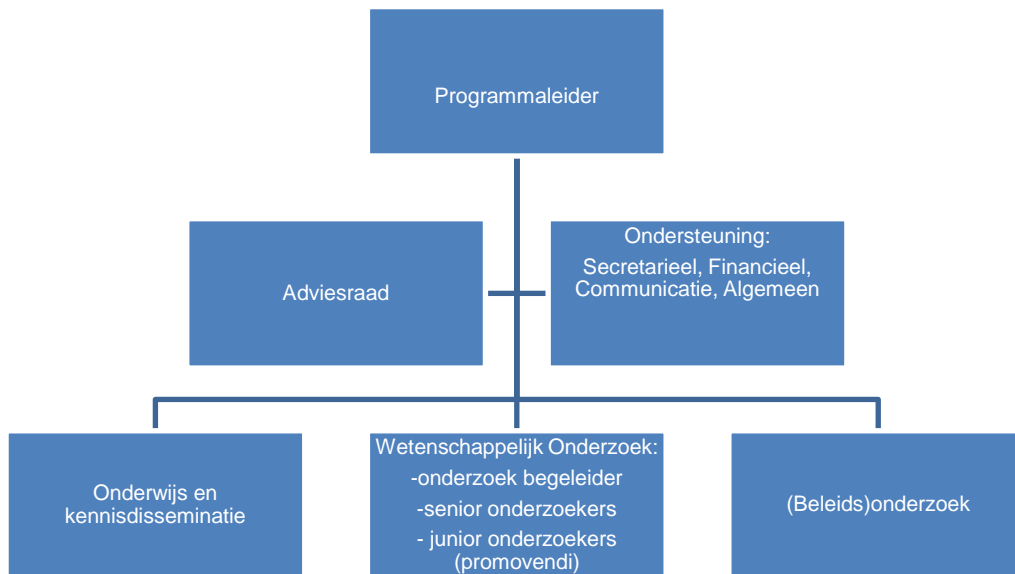 Programmaleider
Adviesraad
Ondersteuning:
Secretarieel, Financieel,
Communicatie, Algemeen
Onderwijs en
kennisdisseminatie
Wetenschappelijk Onderzoek:
-onderzoek begeleider
-senior onderzoekers
- junior onderzoekers
(promovendi)
(Beleids)onderzoek